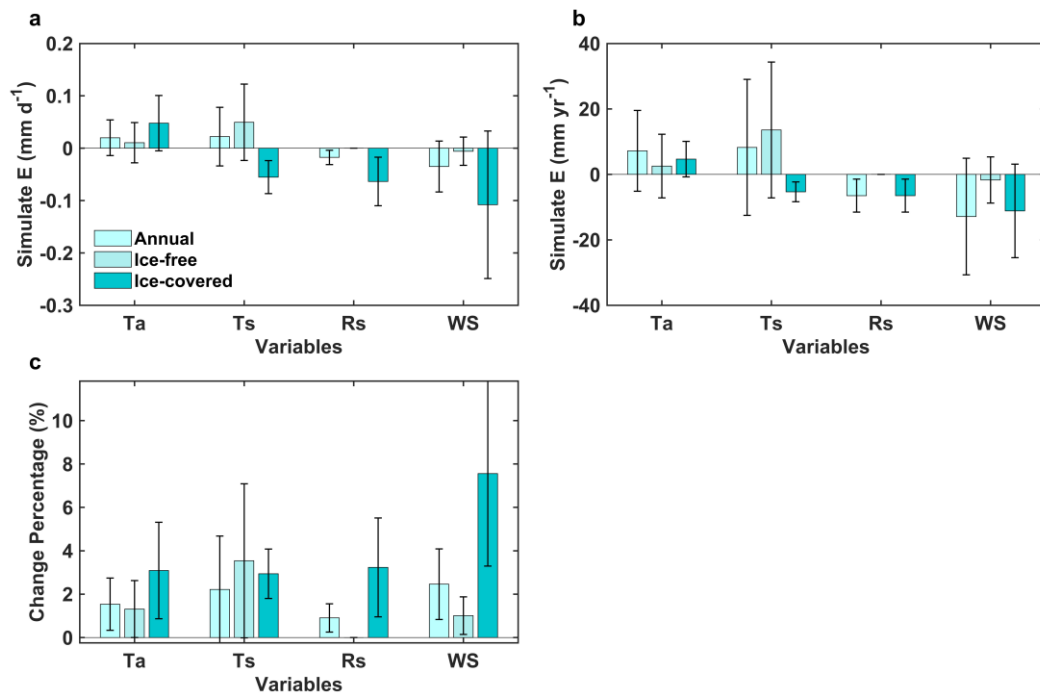 a
Simulate E (mm d⁻¹)
0.2
0.1
0
-0.1
-0.2
-0.3
Annual
Ice-free
Ice-covered
Ta Ts Rs WS
Variables
b
Simulate E (mm yr⁻¹)
40
20
0
-20
-40
Ta Ts Rs WS
Variables
c
Change Percentage (%)
10
8
6
4
2
0
Ta Ts Rs WS
Variables